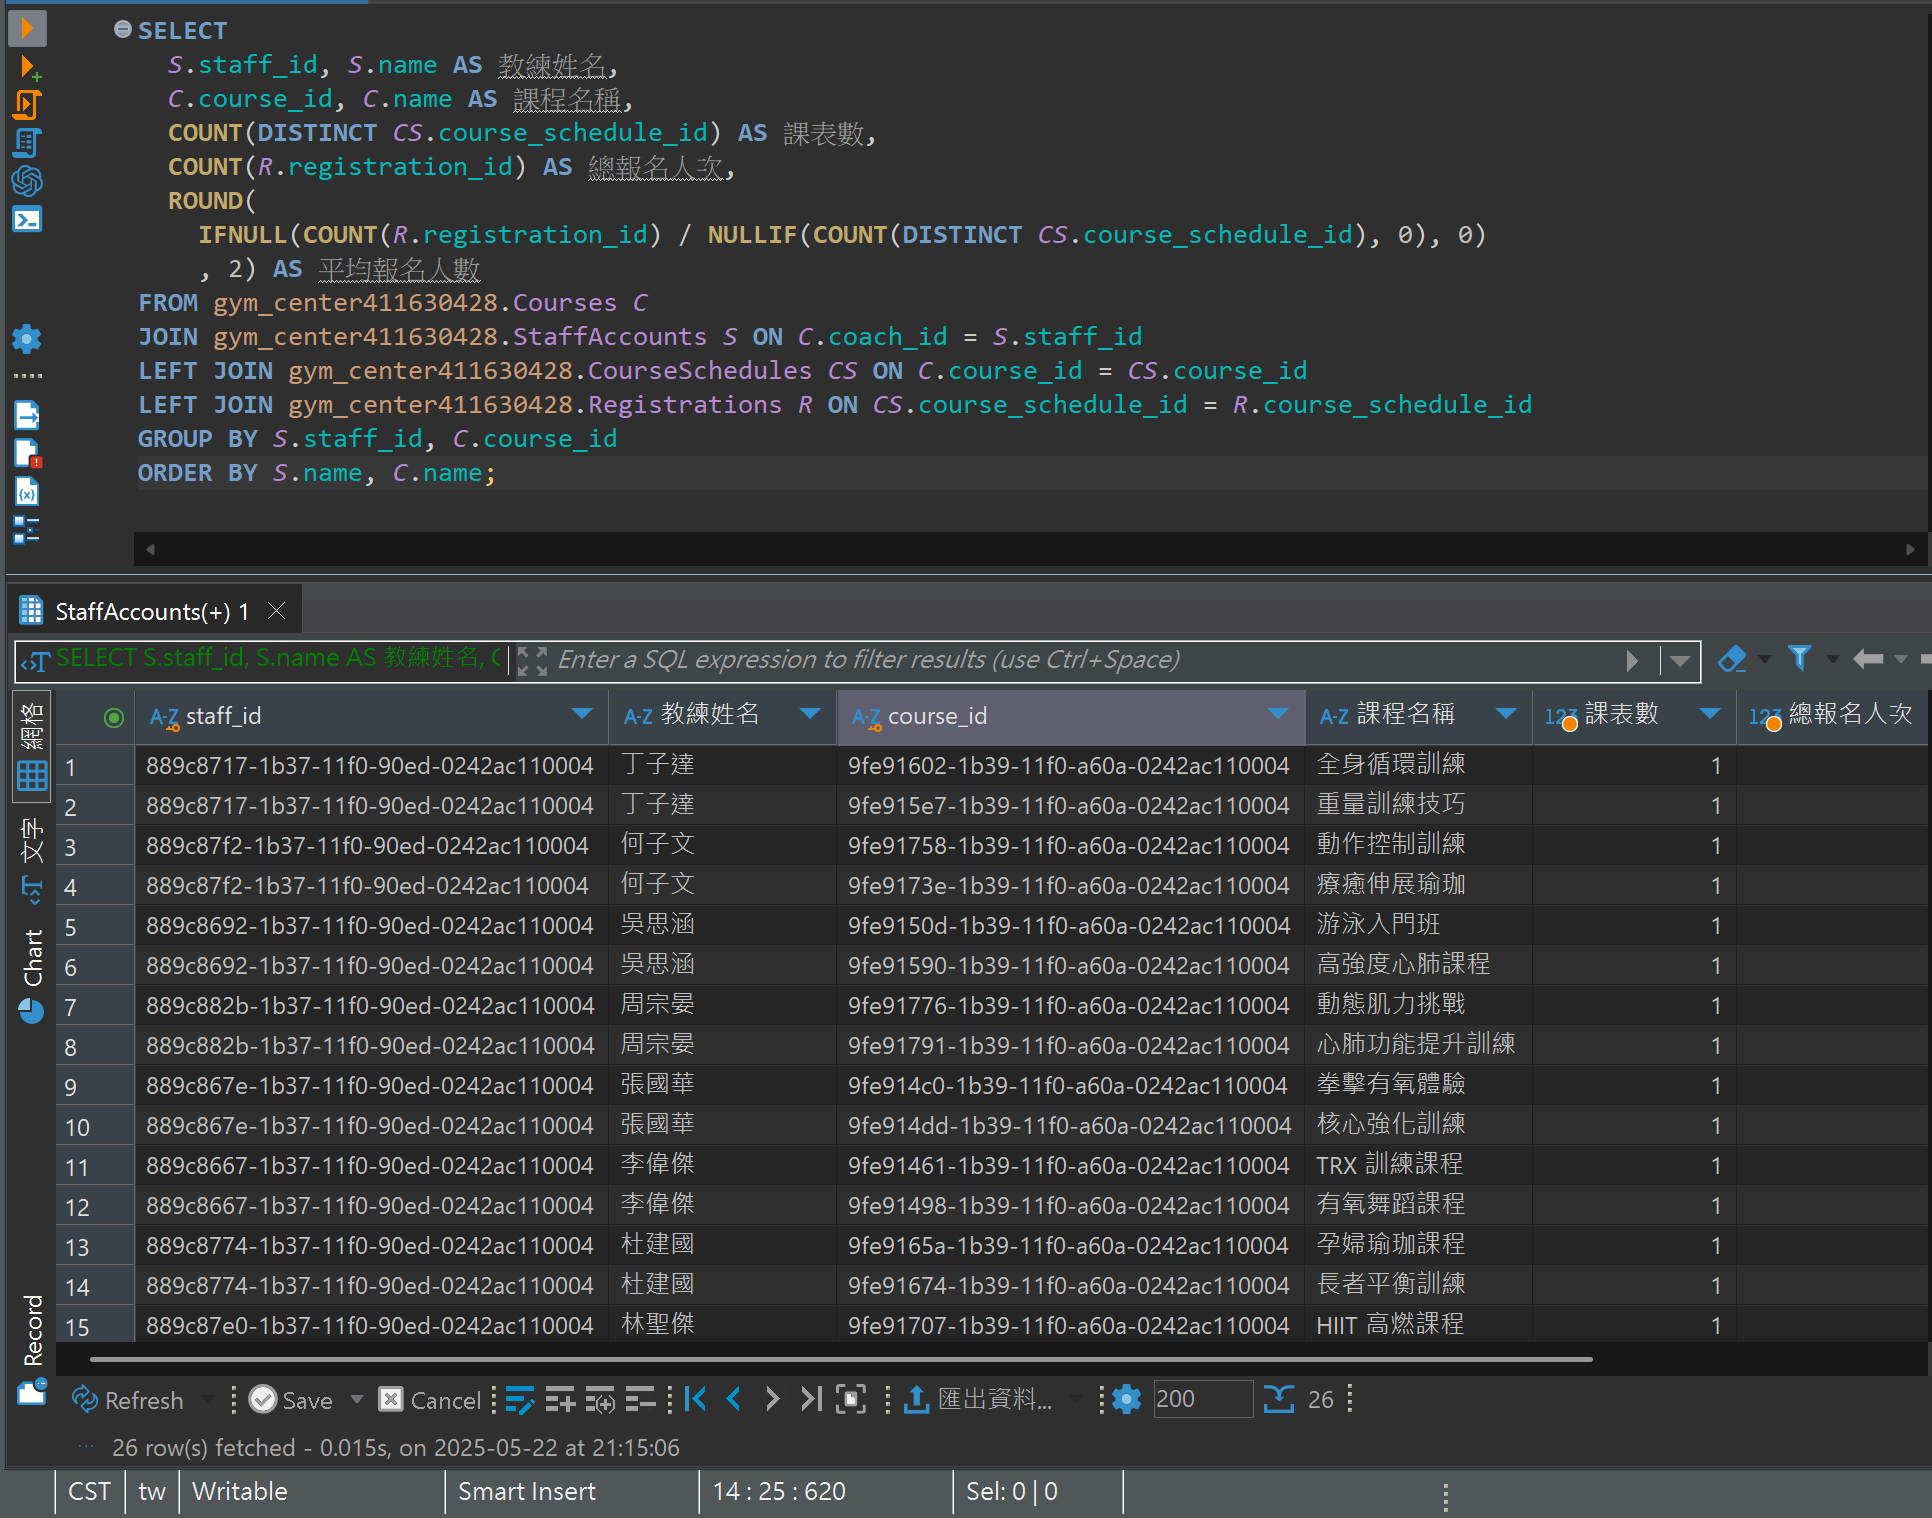 SELECT
S.staff_id, S.name AS 教練姓名,
C.course_id, C.name AS 課程名稱,
COUNT(DISTINCT CS.course_schedule_id) AS 課表數,
COUNT(R.registration_id) AS 總報名人次,
ROUND(
IFNULL(COUNT(R.registration_id) / NULLIF(COUNT(DISTINCT CS.course_schedule_id), 0), 0)
, 2) AS 平均報名人數
FROM gym_center411630428.Courses C
JOIN gym_center411630428.StaffAccounts S ON C.coach_id = S.staff_id
LEFT JOIN gym_center411630428.CourseSchedules CS ON C.course_id = CS.course_id
LEFT JOIN gym_center411630428.Registrations R ON CS.course_schedule_id = R.course_schedule_id
GROUP BY S.staff_id, C.course_id
ORDER BY S.name, C.name;
StaffAccounts(+) 1
SELECT S.staff_id, S.name AS 教練姓名, Enter a SQL expression to filter results (use Ctrl+Space)
網格
文字
Chart
Record
staff_id 教練姓名 course_id 課程名稱 課表數 總報名人次
1 889c8717-1b37-11f0-90ed-0242ac110004 丁子達 9fe91602-1b39-11f0-a60a-0242ac110004 全身循環訓練 1
2 889c8717-1b37-11f0-90ed-0242ac110004 丁子達 9fe915e7-1b39-11f0-a60a-0242ac110004 重量訓練技巧 1
3 889c87f2-1b37-11f0-90ed-0242ac110004 何子文 9fe91758-1b39-11f0-a60a-0242ac110004 動作控制訓練 1
4 889c87f2-1b37-11f0-90ed-0242ac110004 何子文 9fe9173e-1b39-11f0-a60a-0242ac110004 療癒伸展瑜珈 1
5 889c8692-1b37-11f0-90ed-0242ac110004 吳思涵 9fe9150d-1b39-11f0-a60a-0242ac110004 游泳入門班 1
6 889c8692-1b37-11f0-90ed-0242ac110004 吳思涵 9fe91590-1b39-11f0-a60a-0242ac110004 高強度心肺課程 1
7 889c882b-1b37-11f0-90ed-0242ac110004 周宗晏 9fe91776-1b39-11f0-a60a-0242ac110004 動態肌力挑戰 1
8 889c882b-1b37-11f0-90ed-0242ac110004 周宗晏 9fe91791-1b39-11f0-a60a-0242ac110004 心肺功能提升訓練 1
9 889c867e-1b37-11f0-90ed-0242ac110004 張國華 9fe914c0-1b39-11f0-a60a-0242ac110004 拳擊有氧體驗 1
10 889c867e-1b37-11f0-90ed-0242ac110004 張國華 9fe914dd-1b39-11f0-a60a-0242ac110004 核心強化訓練 1
11 889c8667-1b37-11f0-90ed-0242ac110004 李偉傑 9fe91461-1b39-11f0-a60a-0242ac110004 TRX 訓練課程 1
12 889c8667-1b37-11f0-90ed-0242ac110004 李偉傑 9fe91498-1b39-11f0-a60a-0242ac110004 有氧舞蹈課程 1
13 889c8774-1b37-11f0-90ed-0242ac110004 杜建國 9fe9165a-1b39-11f0-a60a-0242ac110004 孕婦瑜珈課程 1
14 889c8774-1b37-11f0-90ed-0242ac110004 杜建國 9fe91674-1b39-11f0-a60a-0242ac110004 長者平衡訓練 1
15 889c87e0-1b37-11f0-90ed-0242ac110004 林聖傑 9fe91707-1b39-11f0-a60a-0242ac110004 HIIT 高燃課程 1
Refresh Save Cancel 匯出資料... 200 26
26 row(s) fetched - 0.015s, on 2025-05-22 at 21:15:06
CST tw Writable Smart Insert 14 : 25 : 620 Sel: 0 | 0